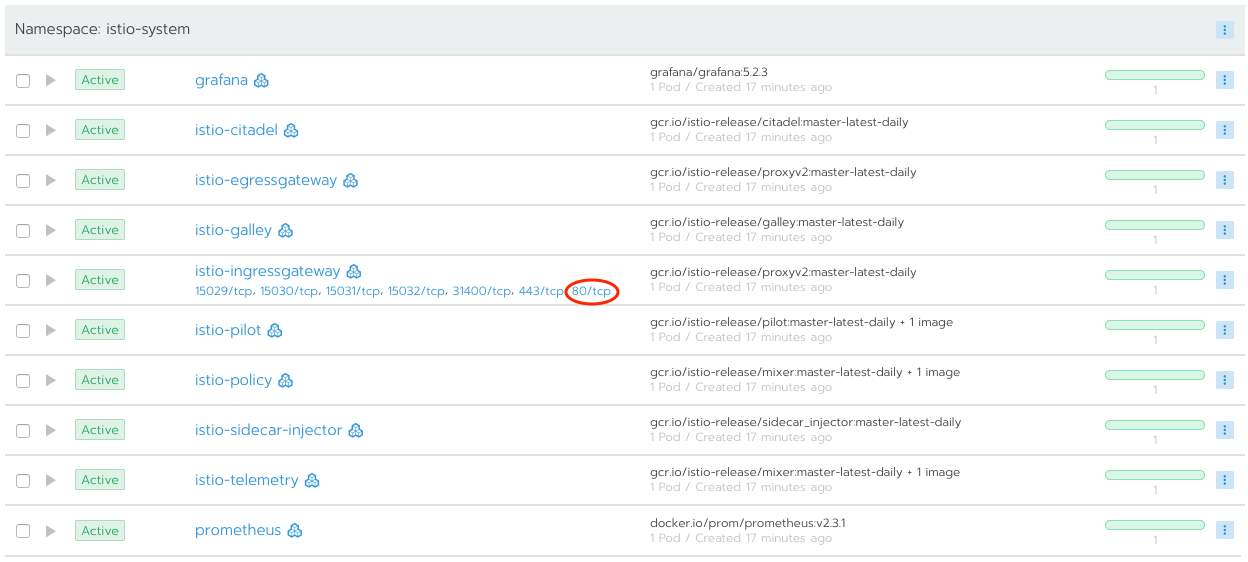 Namespace: istio-system
Active grafana grafana/grafana:5.2.3
1 Pod / Created 17 minutes ago 1
Active istio-citadel gcr.io/istio-release/citadel:master-latest-daily
1 Pod / Created 17 minutes ago 1
Active istio-egressgateway gcr.io/istio-release/proxyv2:master-latest-daily
1 Pod / Created 17 minutes ago 1
Active istio-galley gcr.io/istio-release/galley:master-latest-daily
1 Pod / Created 17 minutes ago 1
Active istio-ingressgateway gcr.io/istio-release/proxyv2:master-latest-daily
15029/tcp, 15030/tcp, 15031/tcp, 15032/tcp, 31400/tcp, 443/tcp, 80/tcp 1 Pod / Created 17 minutes ago 1
Active istio-pilot gcr.io/istio-release/pilot:master-latest-daily + 1 image
1 Pod / Created 17 minutes ago 1
Active istio-policy gcr.io/istio-release/mixer:master-latest-daily + 1 image
1 Pod / Created 17 minutes ago 1
Active istio-sidecar-injector gcr.io/istio-release/sidecar_injector:master-latest-daily
1 Pod / Created 17 minutes ago 1
Active istio-telemetry gcr.io/istio-release/mixer:master-latest-daily + 1 image
1 Pod / Created 17 minutes ago 1
Active prometheus docker.io/prom/prometheus:v2.3.1
1 Pod / Created 17 minutes ago 1